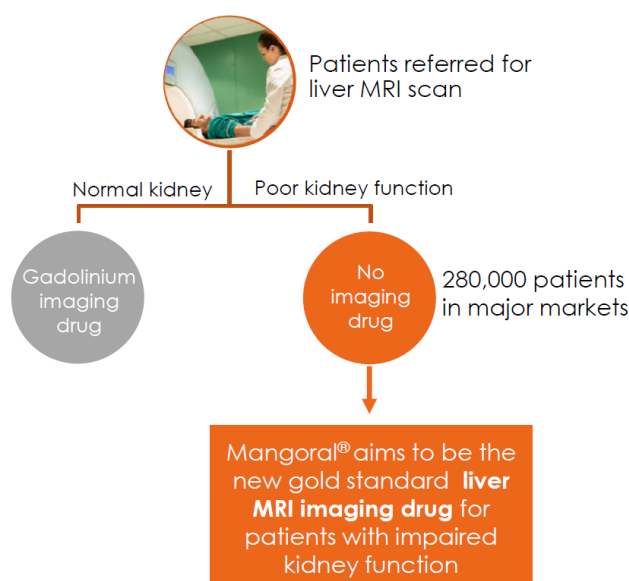 Patients referred for
liver MRI scan
Normal kidney
Poor kidney function
Gadolinium
imaging
drug
No
imaging
drug
280,000 patients
in major markets
Mangoral® aims to be the
new gold standard liver
MRI imaging drug for
patients with impaired
kidney function